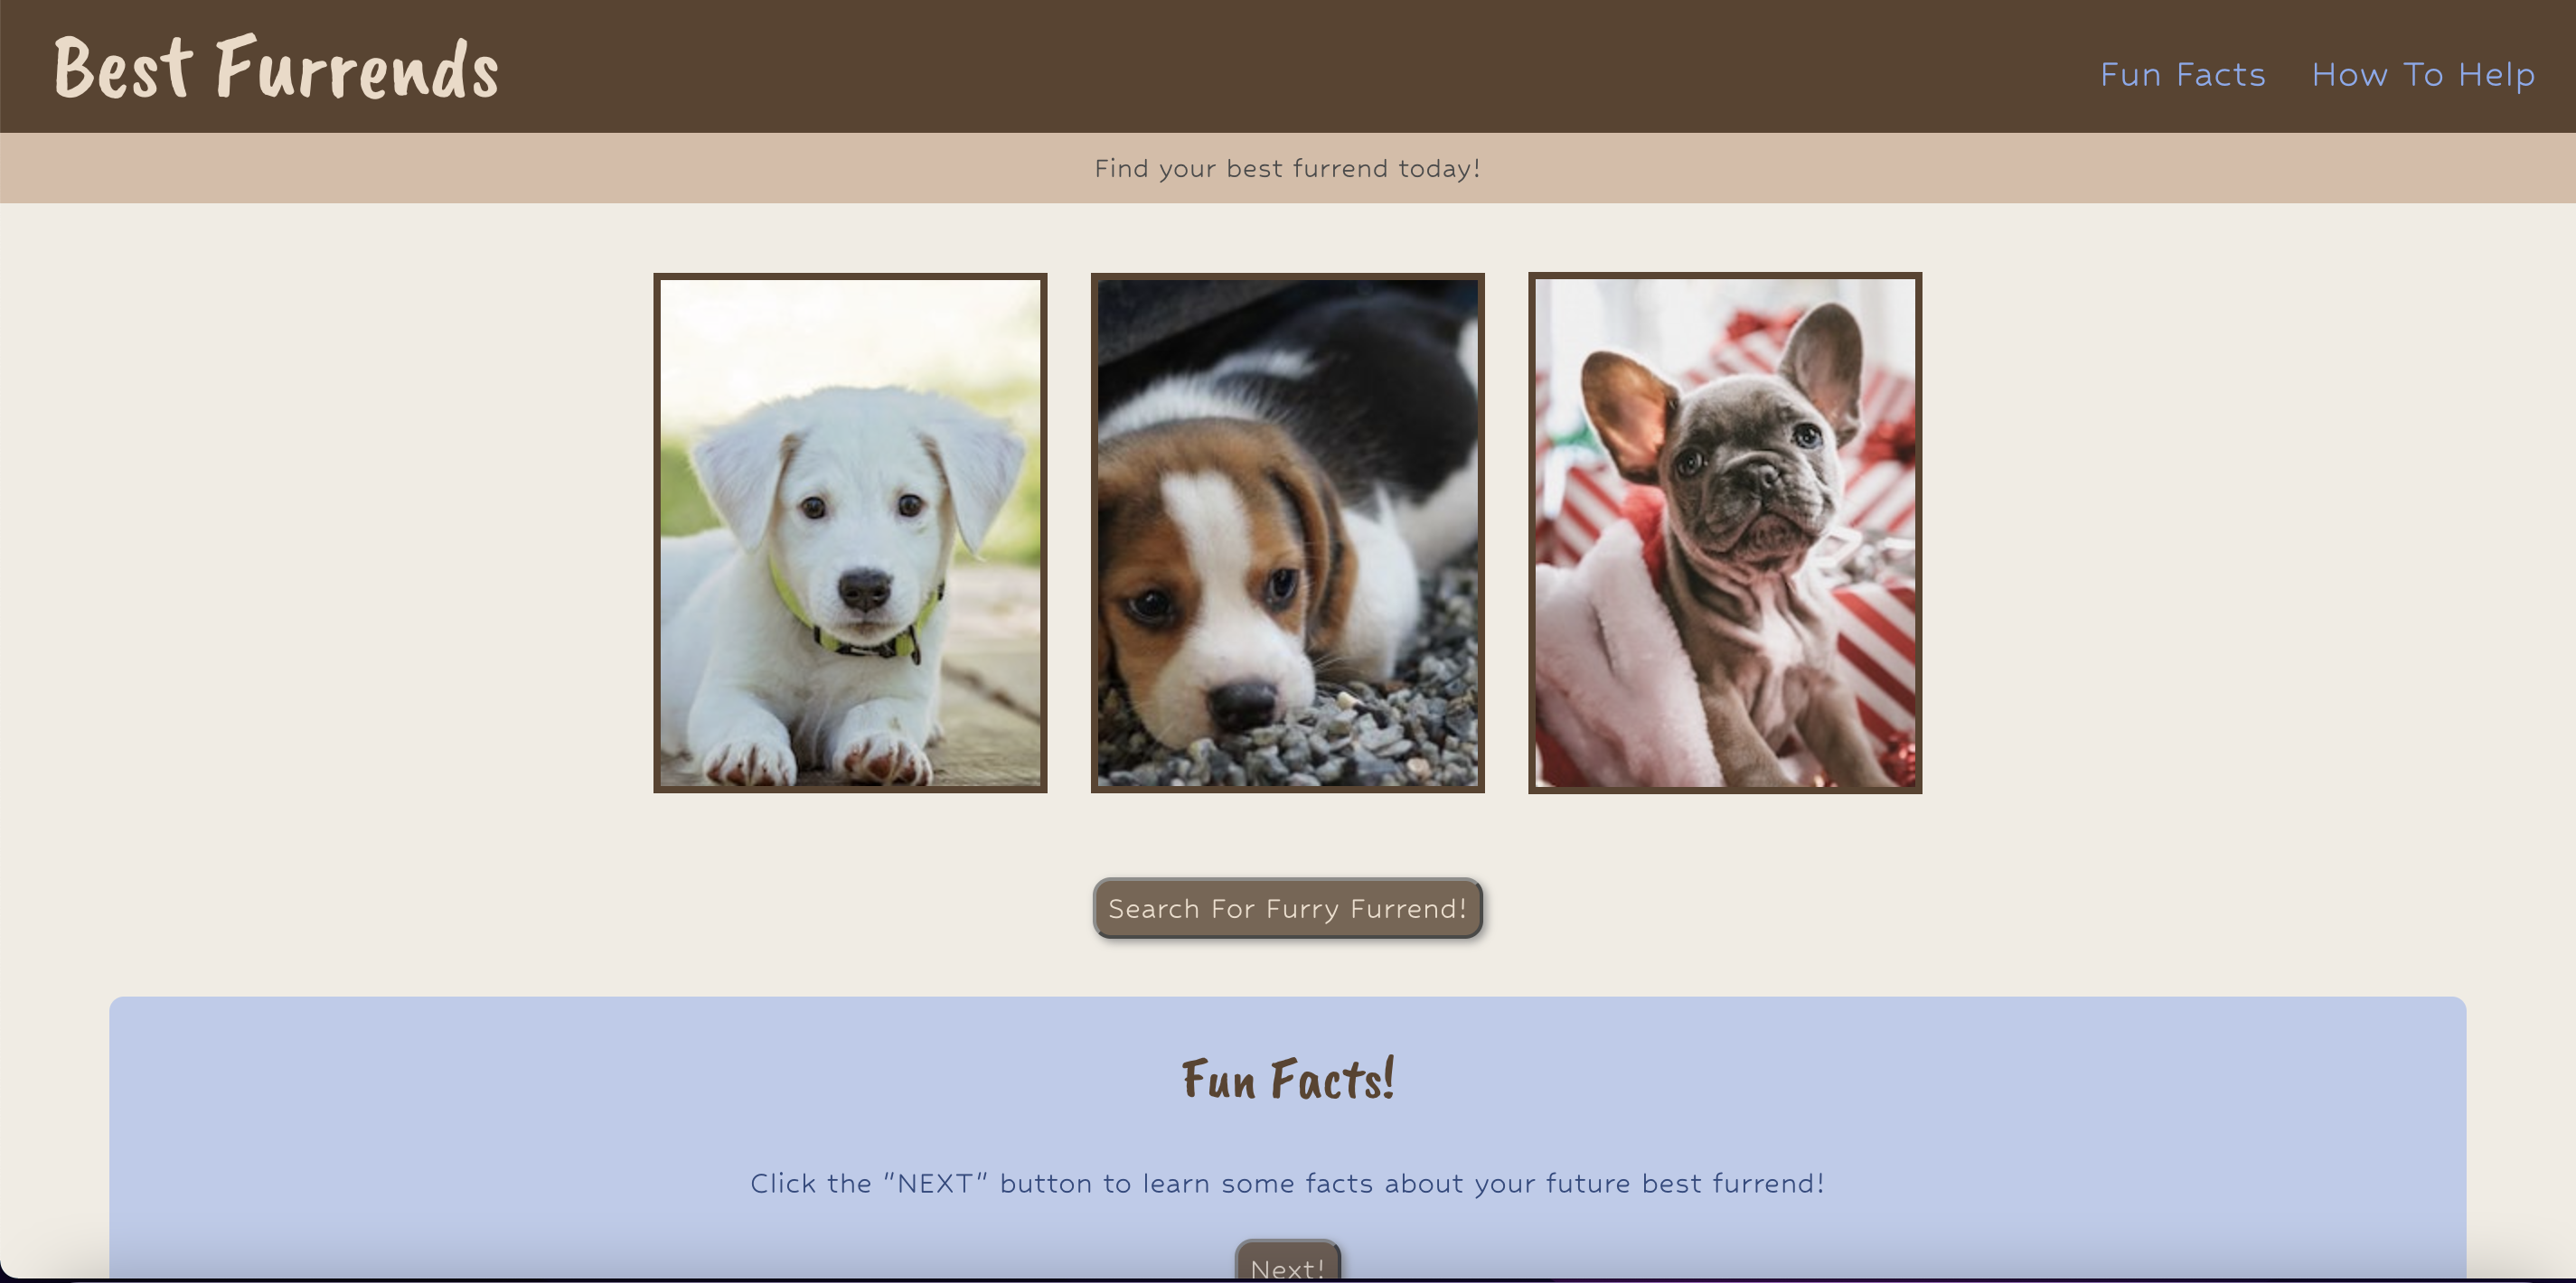 Best Furrends
Fun Facts How To Help
Find your best furrend today!
Search For Furry Furrend!
Fun Facts!
Click the "NEXT" button to learn some facts about your future best furrend!
Next!